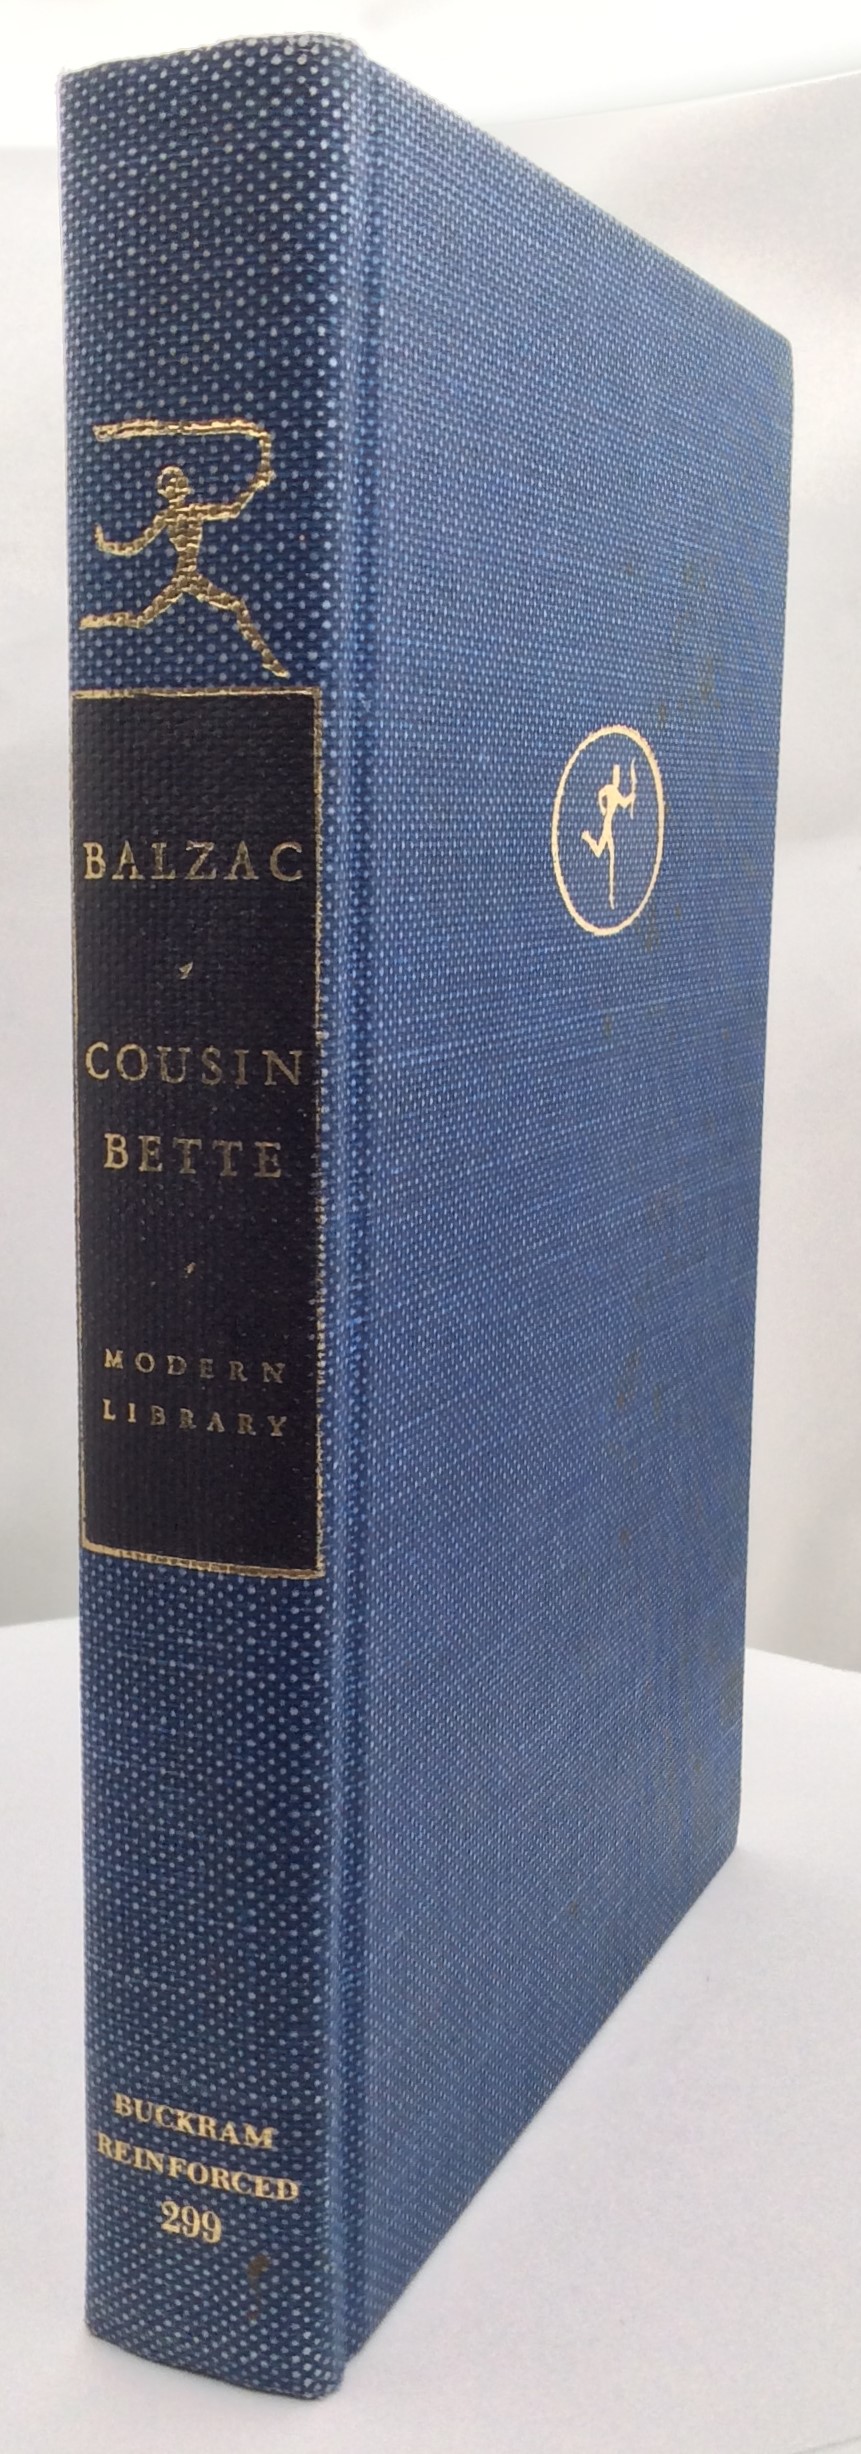 BALZAC
COUSIN
BETTE
MODERN
LIBRARY
BUCKRAM
REINFORCED
299